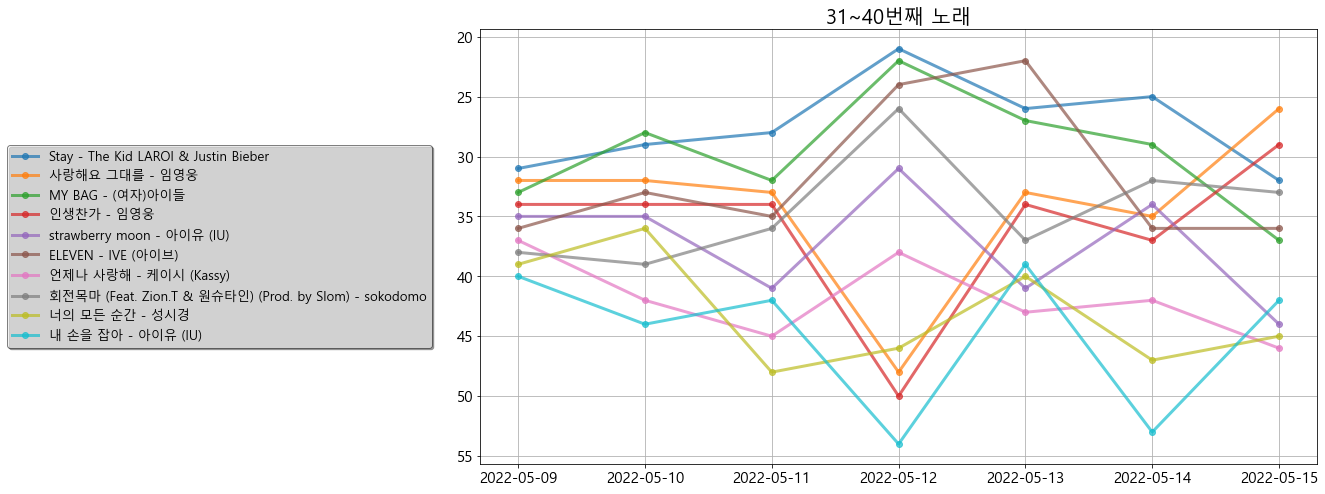 31~40번째 노래
Stay - The Kid LAROI & Justin Bieber
사랑해요 그대를 - 임영웅
MY BAG - (여자)아이들
인생찬가 - 임영웅
strawberry moon - 아이유 (IU)
ELEVEN - IVE (아이브)
언제나 사랑해 - 케이시 (Kassy)
회전목마 (Feat. Zion.T & 원슈타인) (Prod. by Slom) - sokodomo
너의 모든 순간 - 성시경
내 손을 잡아 - 아이유 (IU)
20
25
30
35
40
45
50
55
2022-05-09 2022-05-10 2022-05-11 2022-05-12 2022-05-13 2022-05-14 2022-05-15